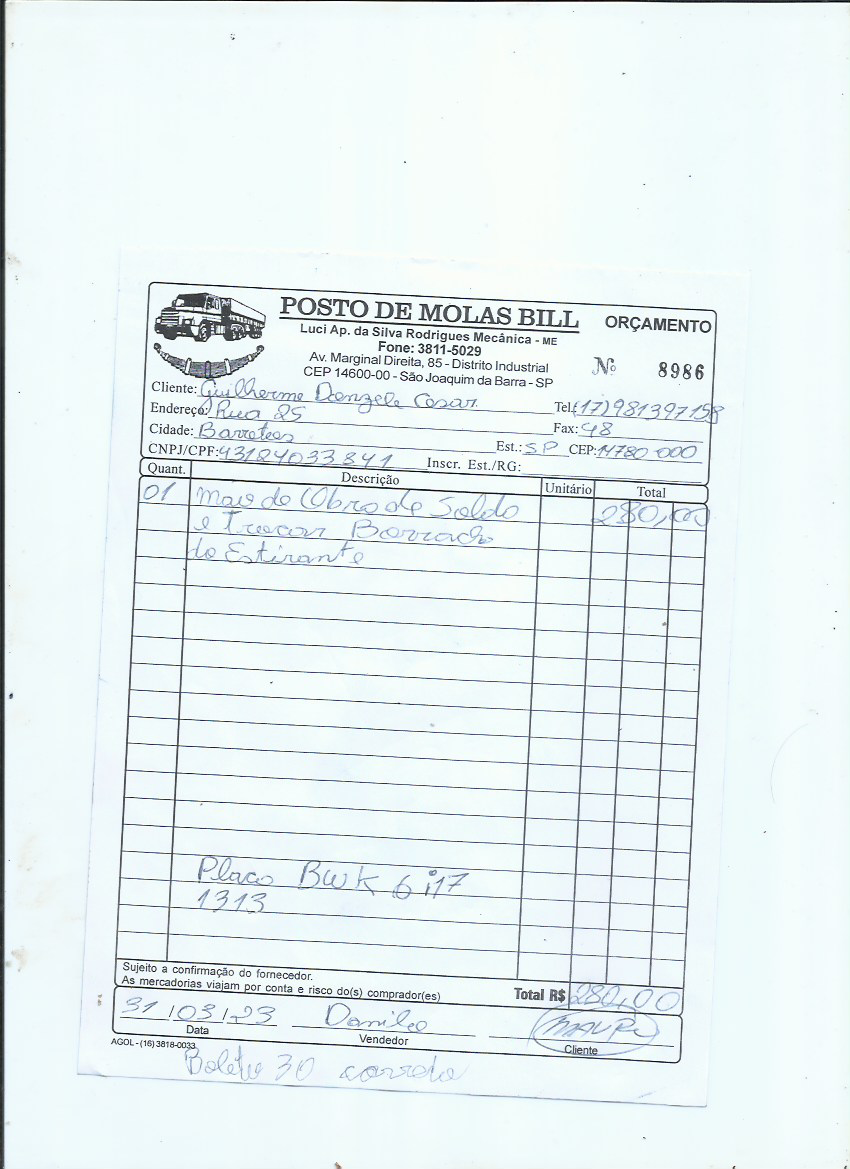 POSTO DE MOLAS BILL
ORÇAMENTO
Luci Ap. da Silva Rodrigues Mecânica - ME
Fone: 3811-5029
Av. Marginal Direita, 85 - Distrito Industrial
CEP 14600-00 - São Joaquim da Barra - SP
Nº 8986
Cliente: Guilherme Danzele Cesar
Tel.(17)981397158
Endereço: Rua 25
Fax: 48
Cidade: Barretos
Est.: SP CEP: 14780-000
CNPJ/CPF: 43124033841 Inscr. Est./RG:
Quant. Descrição Unitário Total
01 Mao de Obra de Solda 280,00
e Trocar Borracha
do Estirante
Placa BWK 6i17
1313
Sujeito a confirmação do fornecedor.
As mercadorias viajam por conta e risco do(s) comprador(es)
Total R$ 280,00
31/03/23 Danilo
Data Vendedor Cliente
AGOL - (16) 3818-0033
Boleto 30